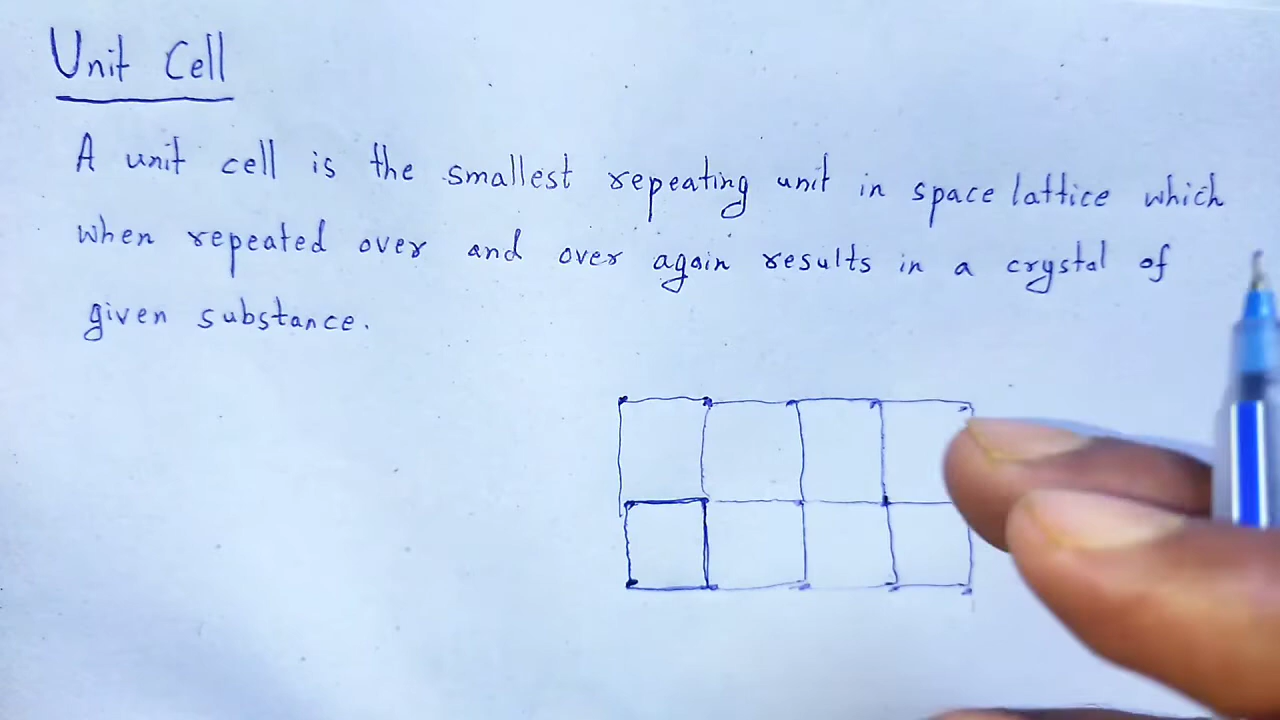 Unit Cell
A unit cell is the smallest repeating unit in space lattice which
when repeated over and over again results in a crystal of
given substance.